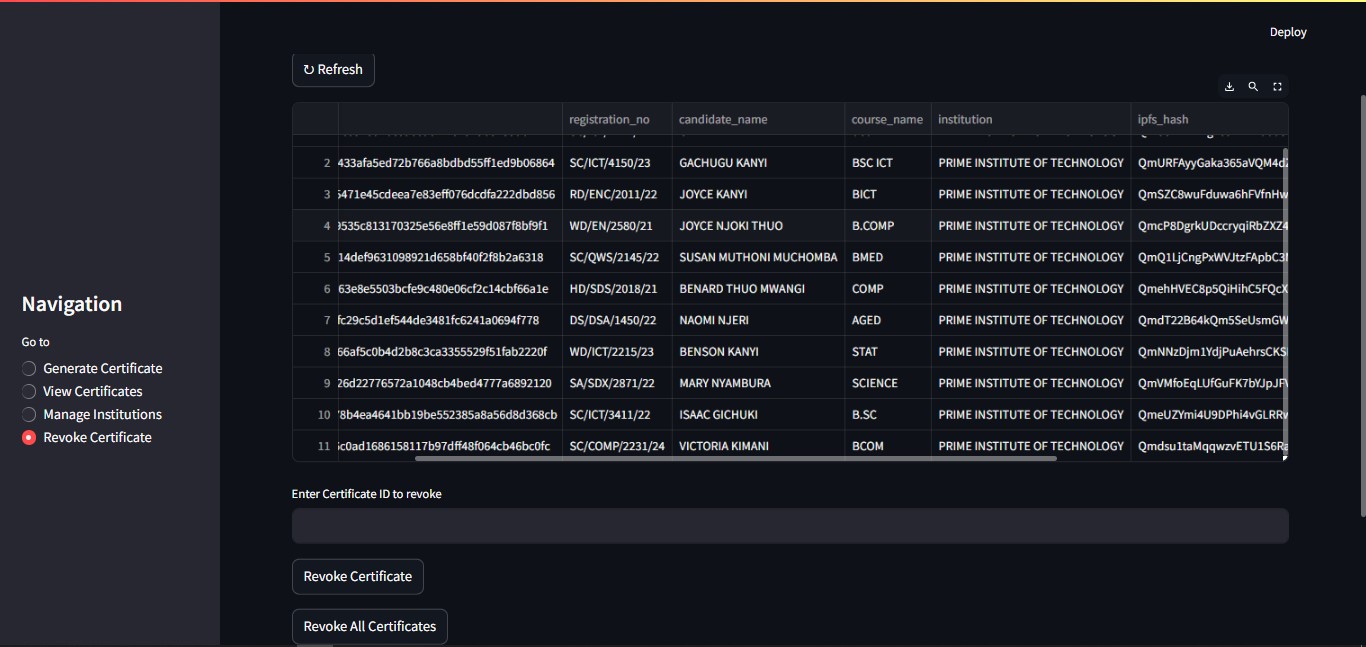 Deploy
↻ Refresh
registration_no candidate_name course_name institution ipfs_hash
2 433afa5ed72b766a8bdbd55ff1ed9b06864 SC/ICT/4150/23 GACHUGU KANYI BSC ICT PRIME INSTITUTE OF TECHNOLOGY QmURFAyyGaka365aVQM4d
3 5471e45cdeea7e83eff076dcdfa222dbd856 RD/ENC/2011/22 JOYCE KANYI BICT PRIME INSTITUTE OF TECHNOLOGY QmSZC8wuFduwa6hFVfnHw
4 9535c813170325e56e8ff1e59d087f8bf9f1 WD/EN/2580/21 JOYCE NJOKI THUO B.COMP PRIME INSTITUTE OF TECHNOLOGY QmcP8DgrkUDccryqiRbZXZ4
5 14def9631098921d658bf40f2f8b2a6318 SC/QWS/2145/22 SUSAN MUTHONI MUCHOMBA BMED PRIME INSTITUTE OF TECHNOLOGY QmQ1LjCngPxWVJtzFApbC3
6 63e8e5503bcfe9c480e06cf2c14cbf66a1e HD/SDS/2018/21 BENARD THUO MWANGI COMP PRIME INSTITUTE OF TECHNOLOGY QmehHVEC8p5QiHihC5FQcX
7 fc29c5d1ef544de3481fc6241a0694f778 DS/DSA/1450/22 NAOMI NJERI AGED PRIME INSTITUTE OF TECHNOLOGY QmdT22B64kQm5SeUsmGW
8 66af5c0b4d2b8c3ca3355529f51fab2220f WD/ICT/2215/23 BENSON KANYI STAT PRIME INSTITUTE OF TECHNOLOGY QmNNzDjm1YdjPuAehrsCKS
9 26d22776572a1048cb4bed4777a6892120 SA/SDX/2871/22 MARY NYAMBURA SCIENCE PRIME INSTITUTE OF TECHNOLOGY QmVMfoEqLUfGuFK7bYJpJF
10 78b4ea4641bb19be552385a8a56d8d368cb SC/ICT/3411/22 ISAAC GICHUKI B.SC PRIME INSTITUTE OF TECHNOLOGY QmeUZYmi4U9DPhi4vGLRRv
11 c0ad1686158117b97dff48f064cb46bc0fc SC/COMP/2231/24 VICTORIA KIMANI BCOM PRIME INSTITUTE OF TECHNOLOGY Qmdsu1taMqqwzvETU1S6Ra
Navigation
Go to
Generate Certificate
View Certificates
Manage Institutions
Revoke Certificate
Enter Certificate ID to revoke
Revoke Certificate
Revoke All Certificates